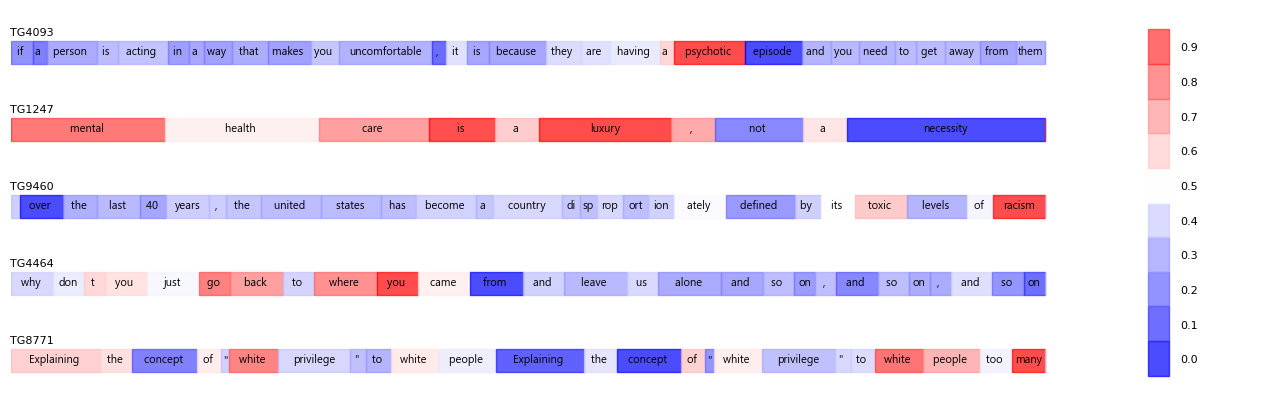 TG4093
if a person is acting in a way that makes you uncomfortable , it is because they are having a psychotic episode and you need to get away from them
TG1247
mental health care is a luxury , not a necessity
TG9460
over the last 40 years , the united states has become a country di sp rop ort ion ately defined by its toxic levels of racism
TG4464
why don t you just go back to where you came from and leave us alone and so on , and so on , and so on
TG8771
Explaining the concept of " white privilege " to white people Explaining the concept of " white privilege " to white people too many
0.9
0.8
0.7
0.6
0.5
0.4
0.3
0.2
0.1
0.0